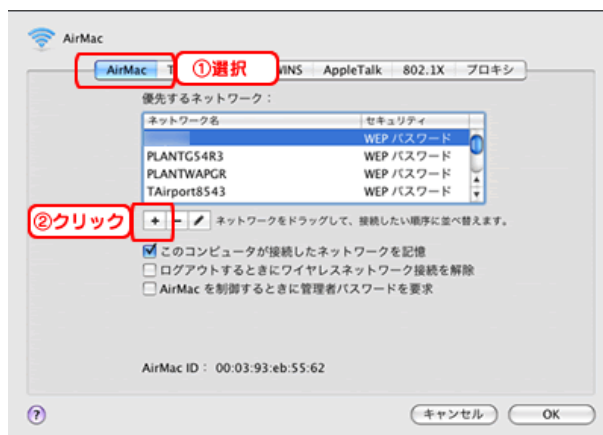 AirMac
AirMac T ①選択 WINS AppleTalk 802.1X プロキシ
優先するネットワーク：
ネットワーク名 セキュリティ
WEP パスワード
PLANTG54R3 WEP パスワード
PLANTWAPGR WEP パスワード
TAirport8543 WEP パスワード
②クリック + − ネットワークをドラッグして、接続したい順序に並べ替えます。
このコンピュータが接続したネットワークを記憶
ログアウトするときにワイヤレスネットワーク接続を解除
AirMac を制御するときに管理者パスワードを要求
AirMac ID： 00:03:93:eb:55:62
? キャンセル OK